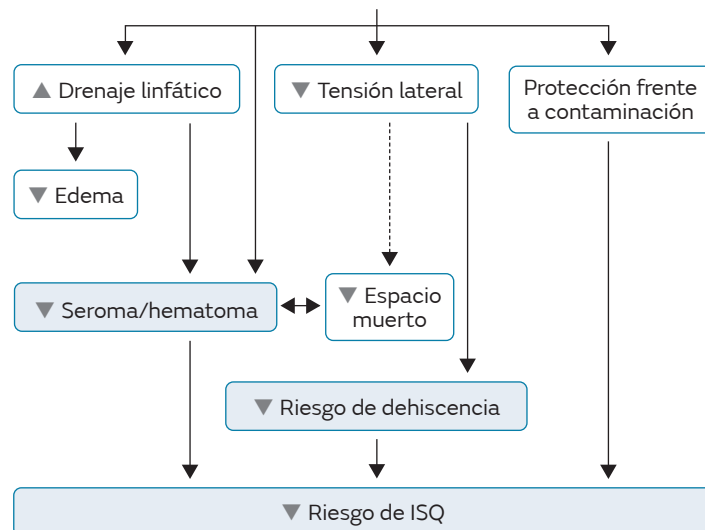 ▲ Drenaje linfático
▼ Tensión lateral
Protección frente
a contaminación
▼ Edema
▼ Seroma/hematoma
▼ Espacio
muerto
▼ Riesgo de dehiscencia
▼ Riesgo de ISQ